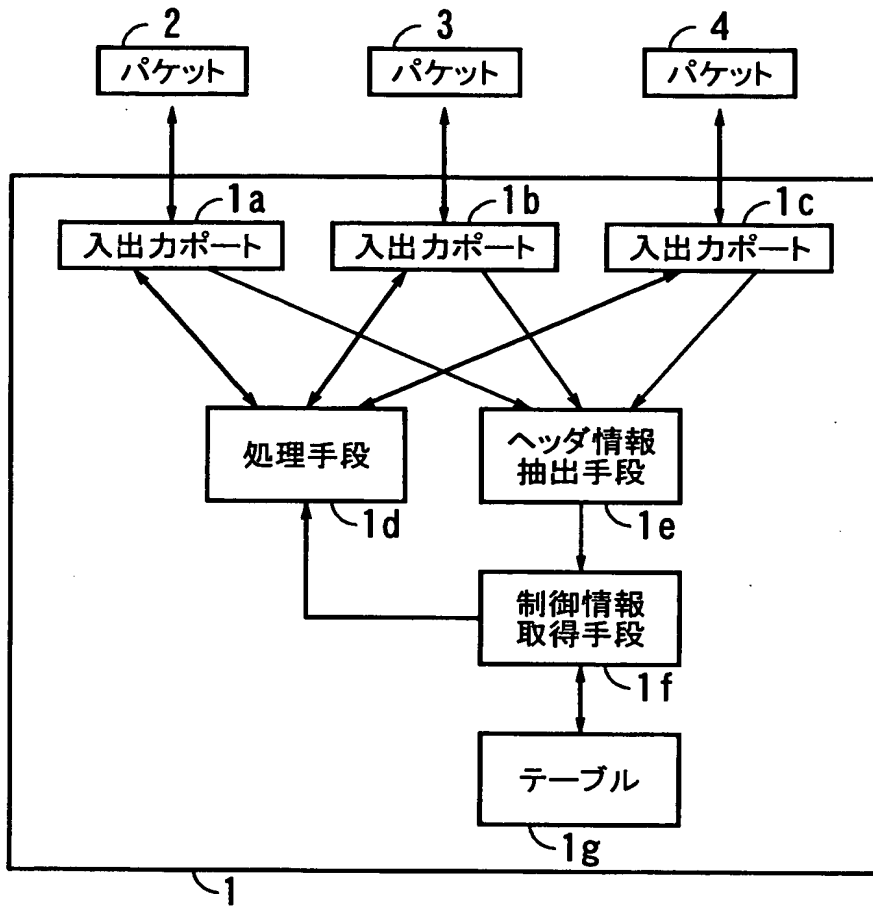 2
3
4
パケット
パケット
パケット
1a
1b
1c
入出力ポート
入出力ポート
入出力ポート
処理手段
1d
ヘッダ情報
抽出手段
1e
制御情報
取得手段
1f
テーブル
1g
1